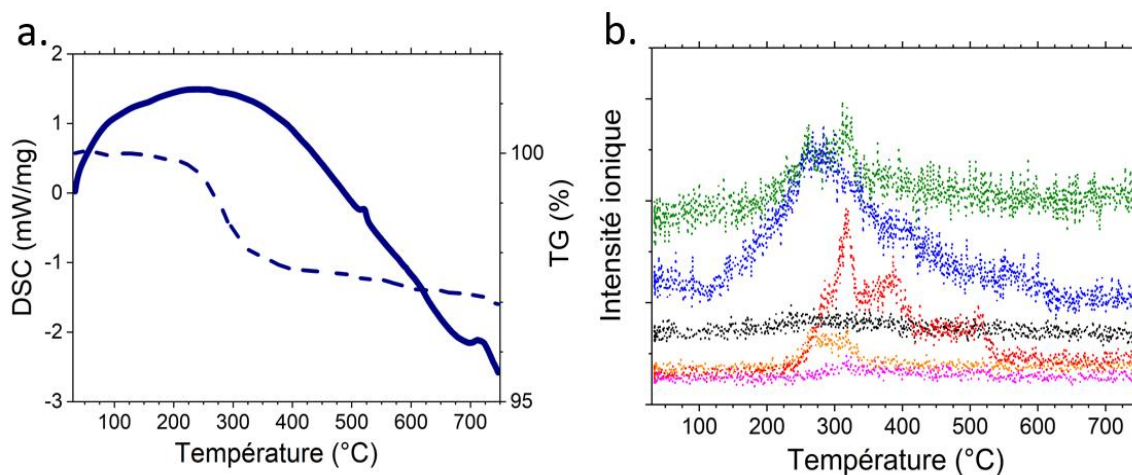 a.
2
1
0
-1
-2
-3
DSC (mW/mg)
100
95
TG (%)
100 200 300 400 500 600 700
Température (°C)
b.
Intensité ionique
100 200 300 400 500 600 700
Température (°C)